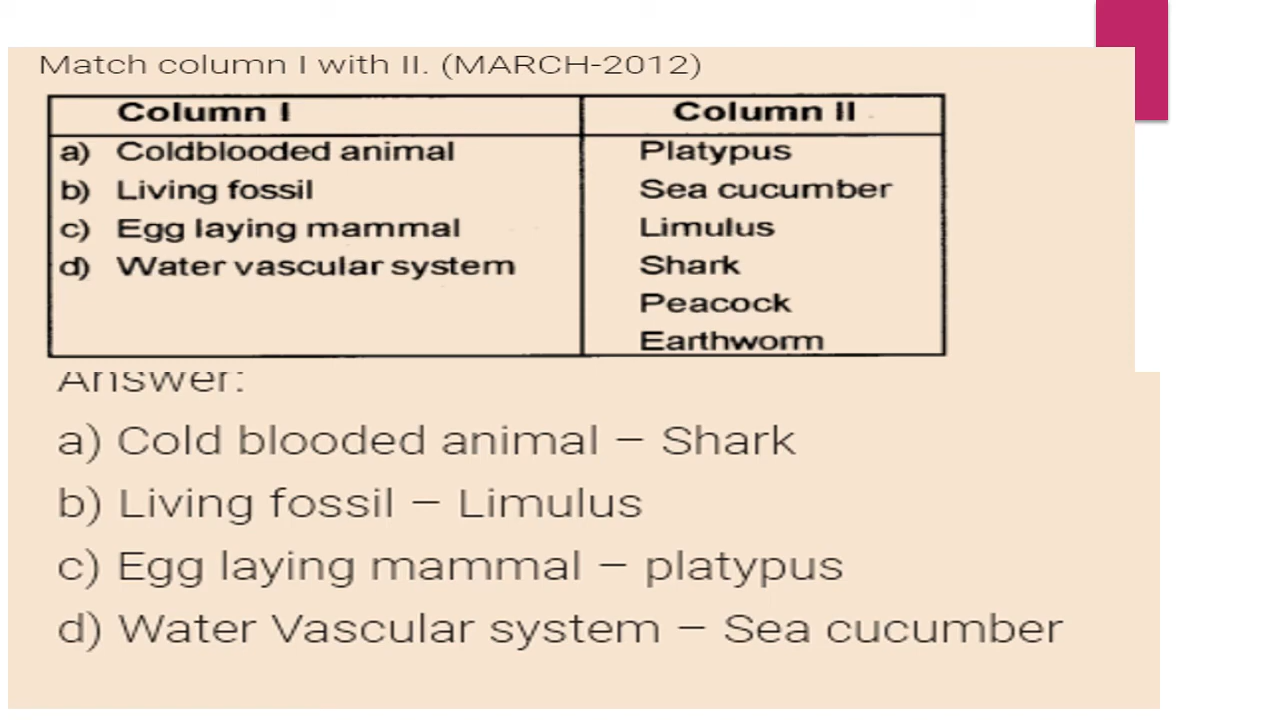 Match column I with II. (MARCH-2012)
Column I Column II
a) Coldblooded animal Platypus
b) Living fossil Sea cucumber
c) Egg laying mammal Limulus
d) Water vascular system Shark
Peacock
Earthworm
Answer:
a) Cold blooded animal – Shark
b) Living fossil – Limulus
c) Egg laying mammal – platypus
d) Water Vascular system – Sea cucumber